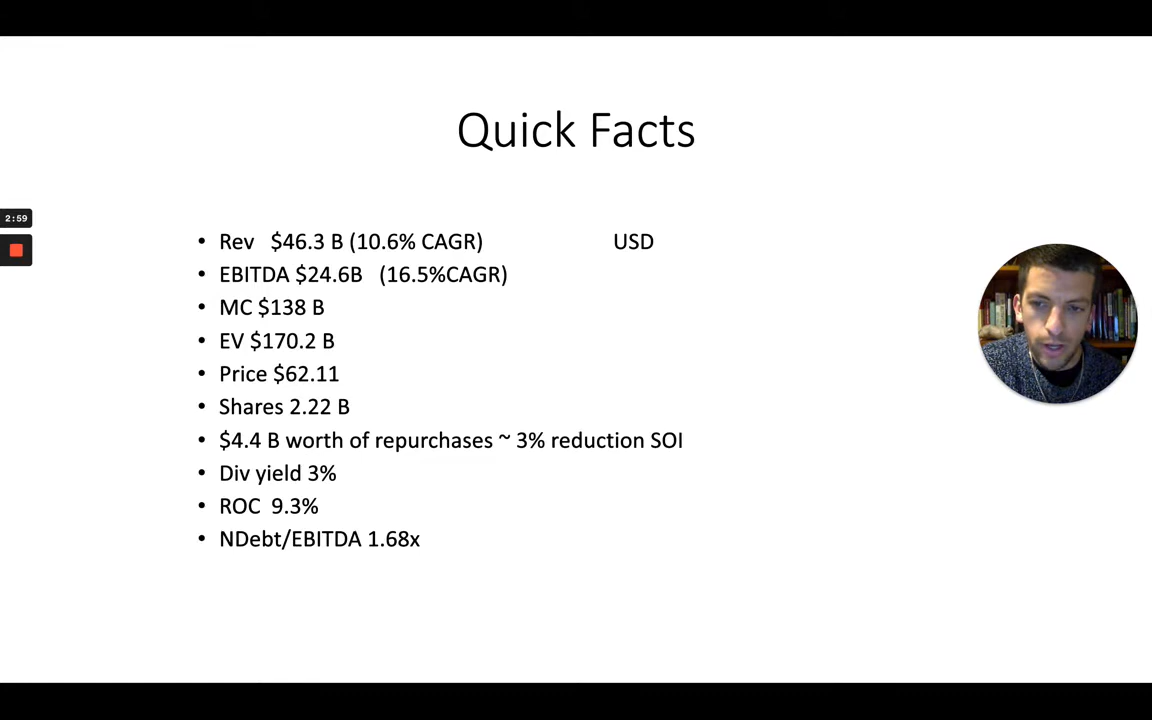 Quick Facts
2:59
• Rev $46.3 B (10.6% CAGR) USD
• EBITDA $24.6B (16.5%CAGR)
• MC $138 B
• EV $170.2 B
• Price $62.11
• Shares 2.22 B
• $4.4 B worth of repurchases ~ 3% reduction SOI
• Div yield 3%
• ROC 9.3%
• NDebt/EBITDA 1.68x